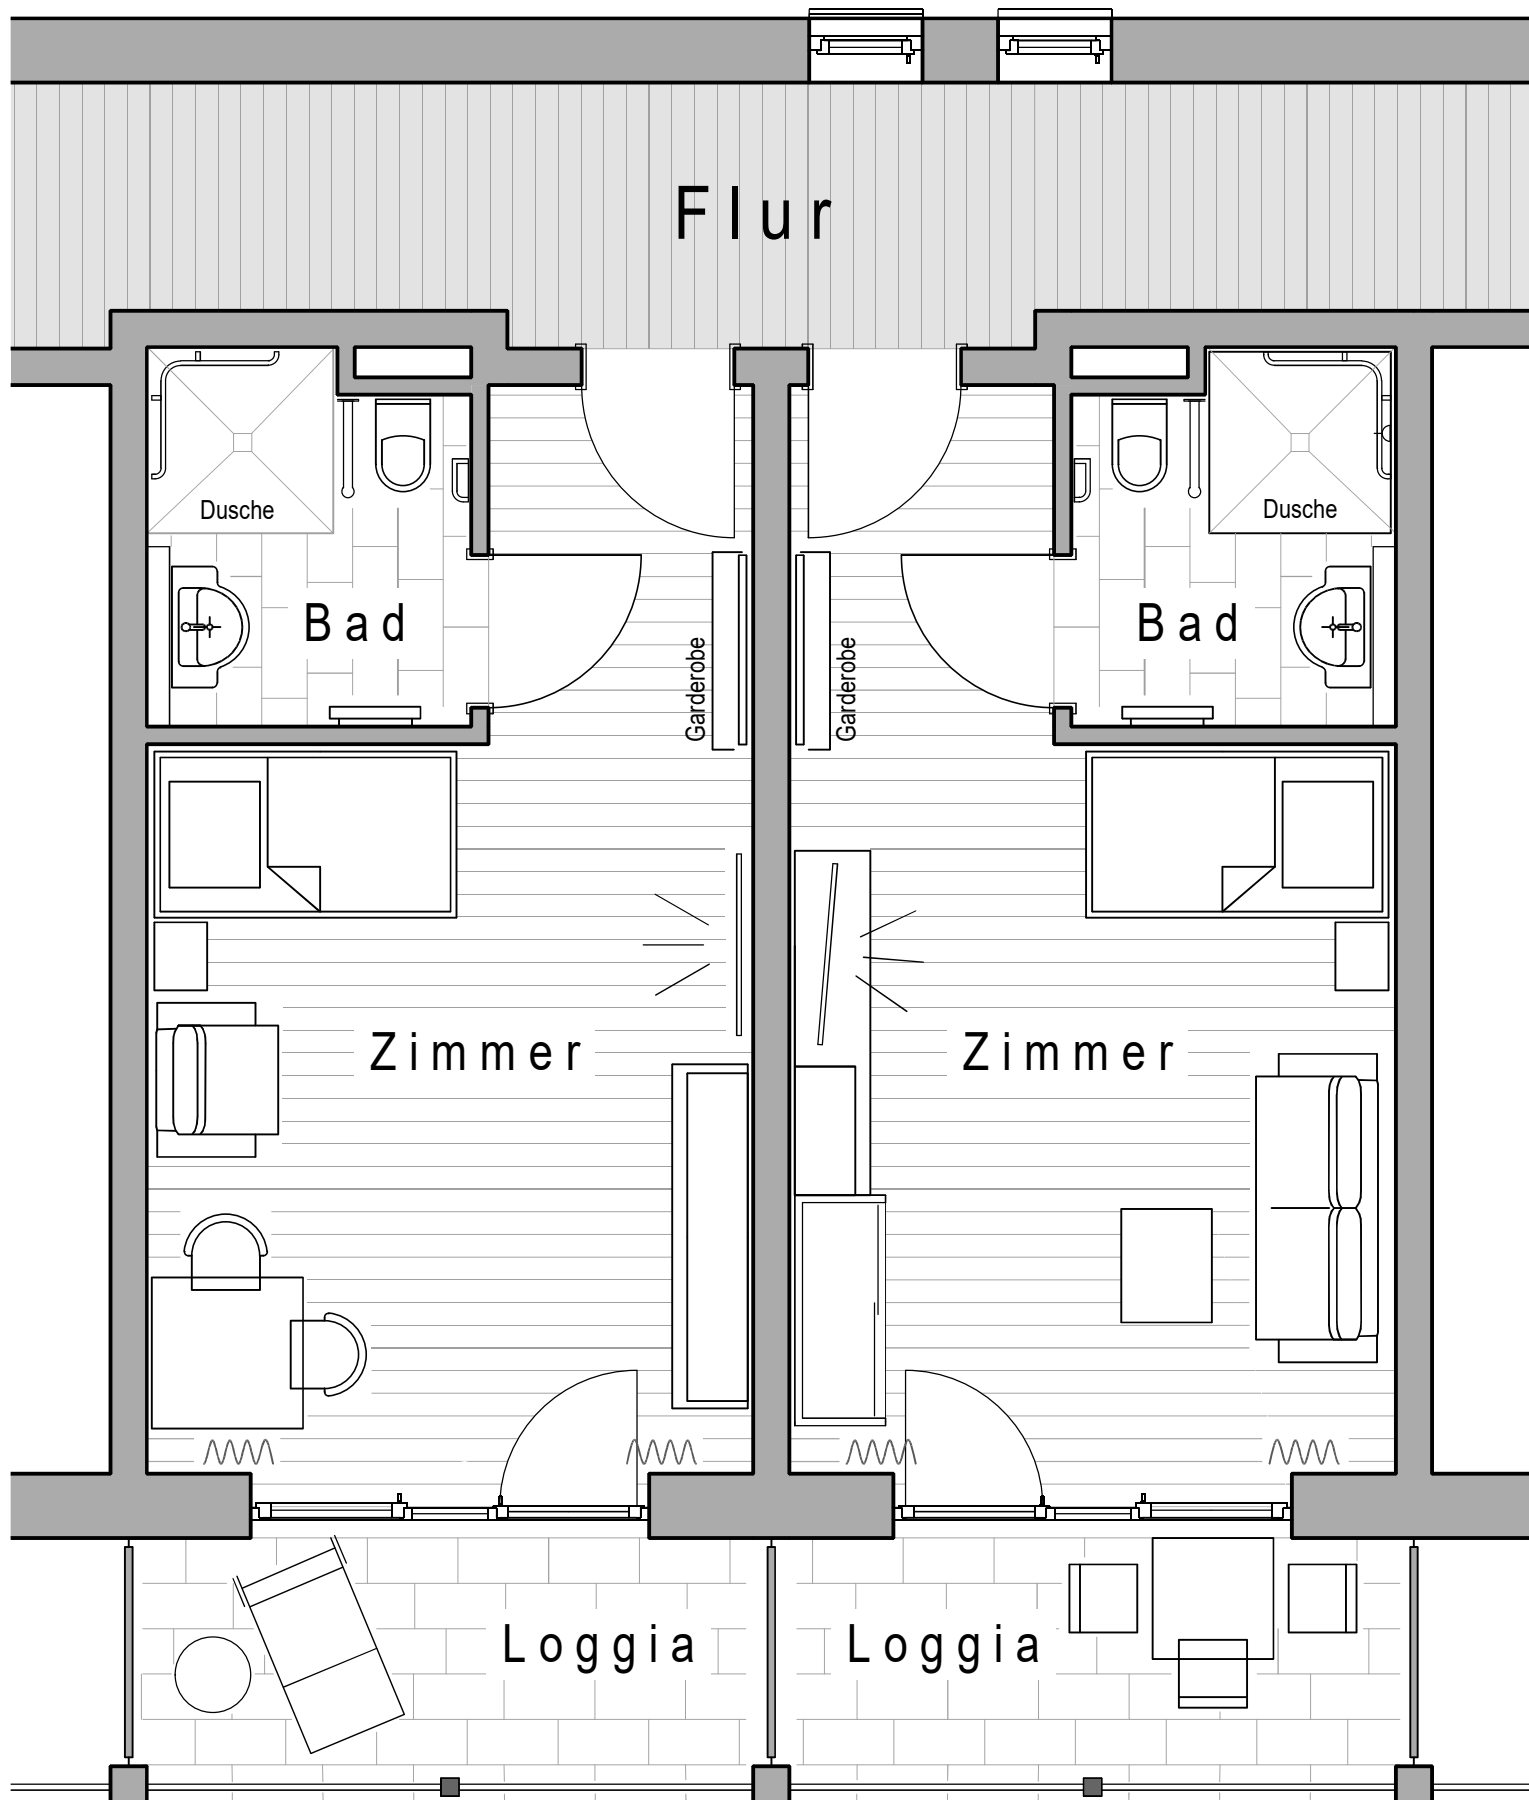 Flur
Dusche
Dusche
Bad
Bad
Garderobe
Garderobe
Zimmer
Zimmer
Loggia
Loggia